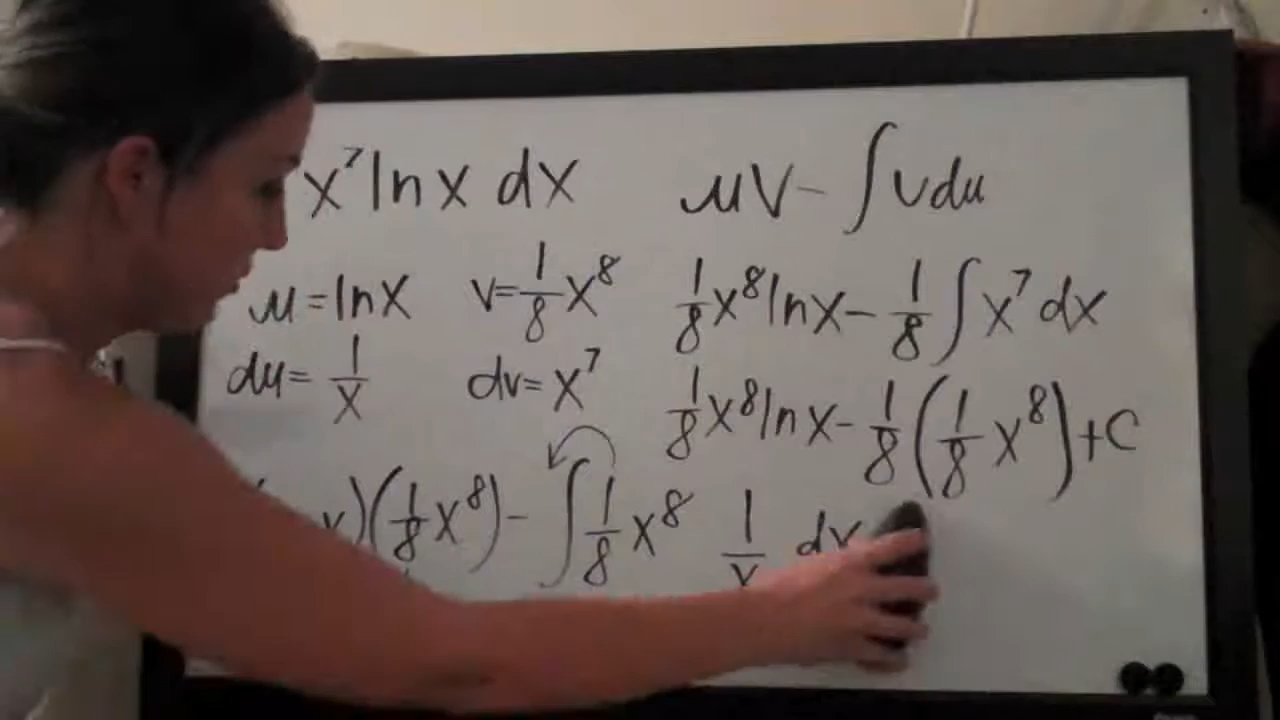 x⁷ ln x dx
uv - ∫ v du
u = ln x
v = 1/8 x⁸
du = 1/x
dv = x⁷
1/8 x⁸ ln x - 1/8 ∫ x⁷ dx
1/8 x⁸ ln x - 1/8 (1/8 x⁸) + C
x)(1/8 x⁸) - ∫ 1/8 x⁸ 1/x dx